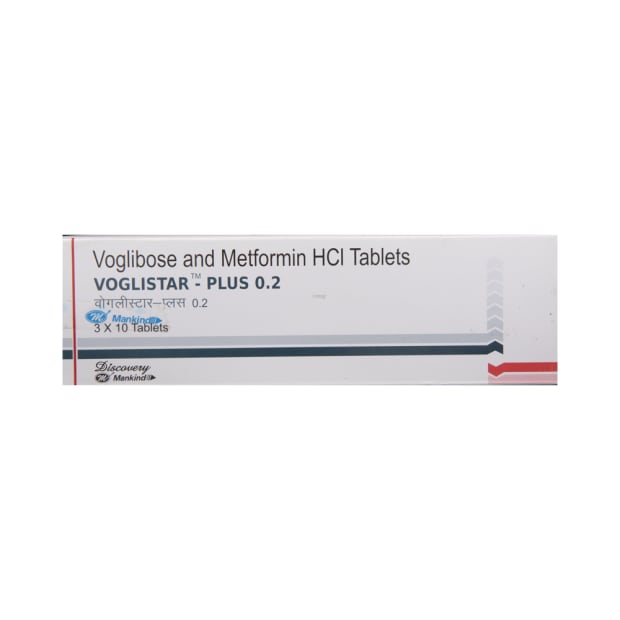 Voglibose and Metformin HCl Tablets
VOGLISTAR™- PLUS 0.2
वोगलीस्टार–प्लस 0.2
Mankind
3 X 10 Tablets
Discovery
Mankind